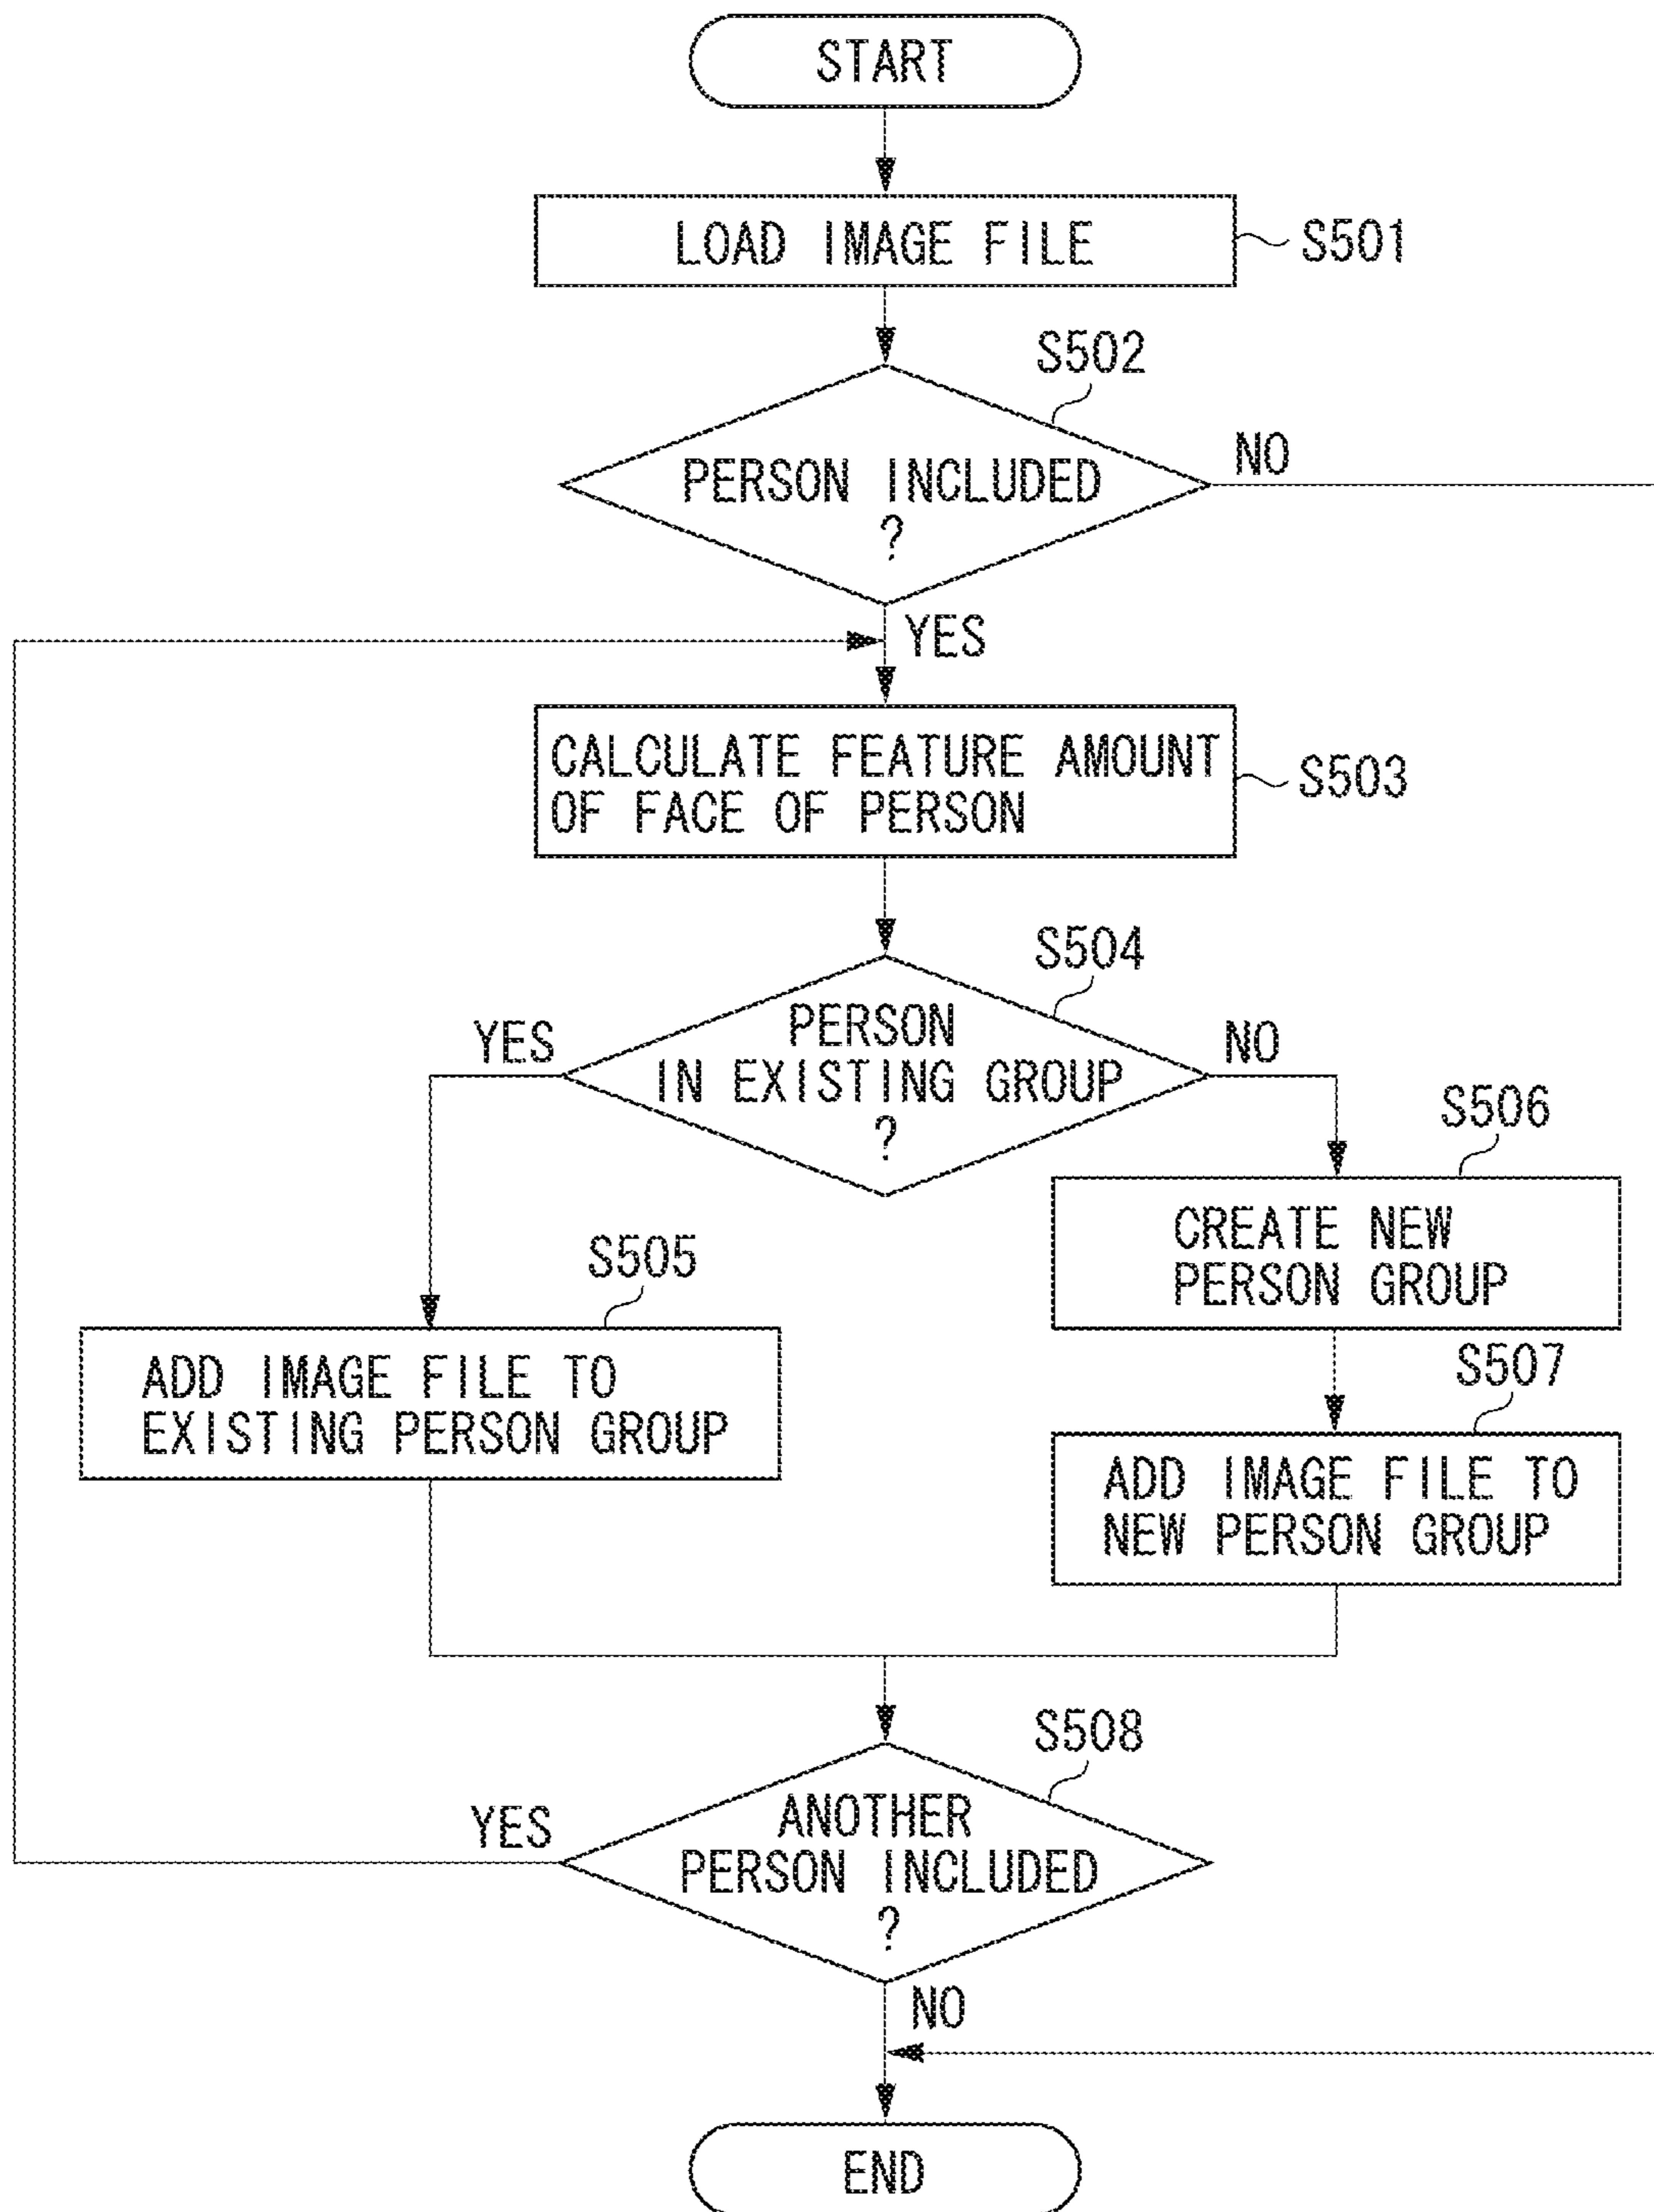 START
LOAD IMAGE FILE
S501
S502
PERSON INCLUDED
?
NO
YES
CALCULATE FEATURE AMOUNT
OF FACE OF PERSON
S503
S504
PERSON
IN EXISTING GROUP
?
YES
NO
S506
CREATE NEW
PERSON GROUP
S505
ADD IMAGE FILE TO
EXISTING PERSON GROUP
S507
ADD IMAGE FILE TO
NEW PERSON GROUP
S508
ANOTHER
PERSON INCLUDED
?
YES
NO
END